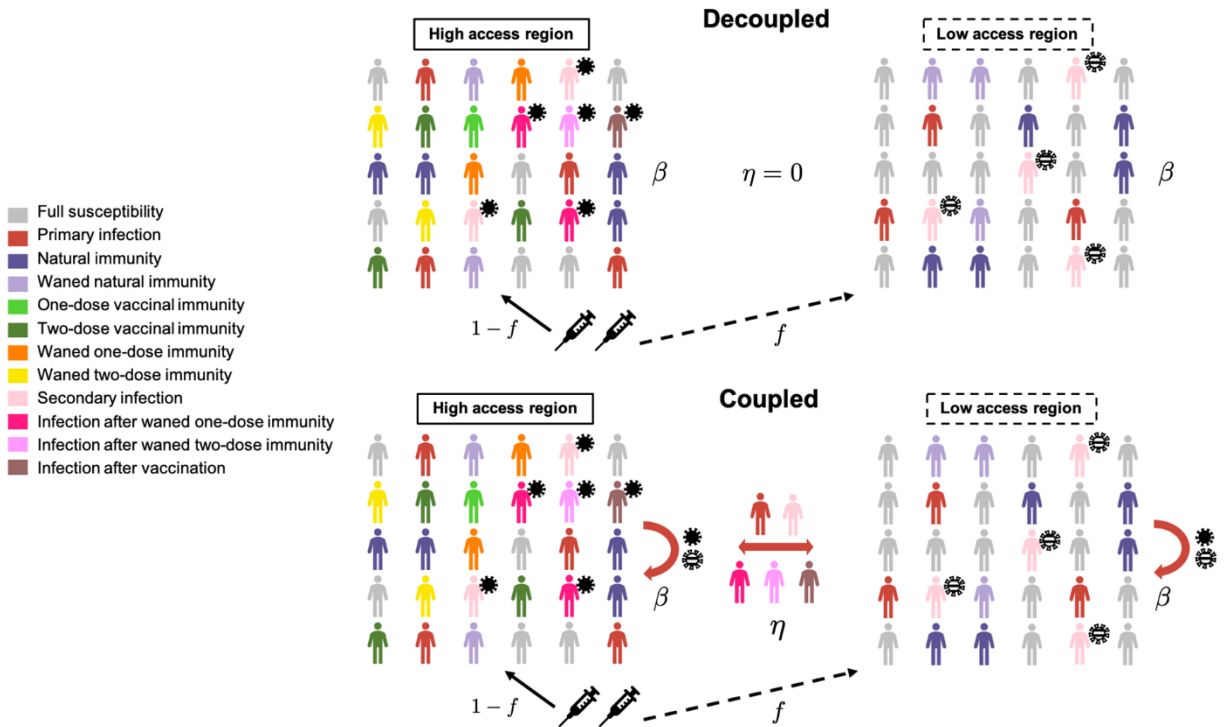 Decoupled
High access region
Low access region
β
η = 0
β
1 − f
f
Full susceptibility
Primary infection
Natural immunity
Waned natural immunity
One-dose vaccinal immunity
Two-dose vaccinal immunity
Waned one-dose immunity
Waned two-dose immunity
Secondary infection
Infection after waned one-dose immunity
Infection after waned two-dose immunity
Infection after vaccination
Coupled
High access region
Low access region
β
η
β
1 − f
f